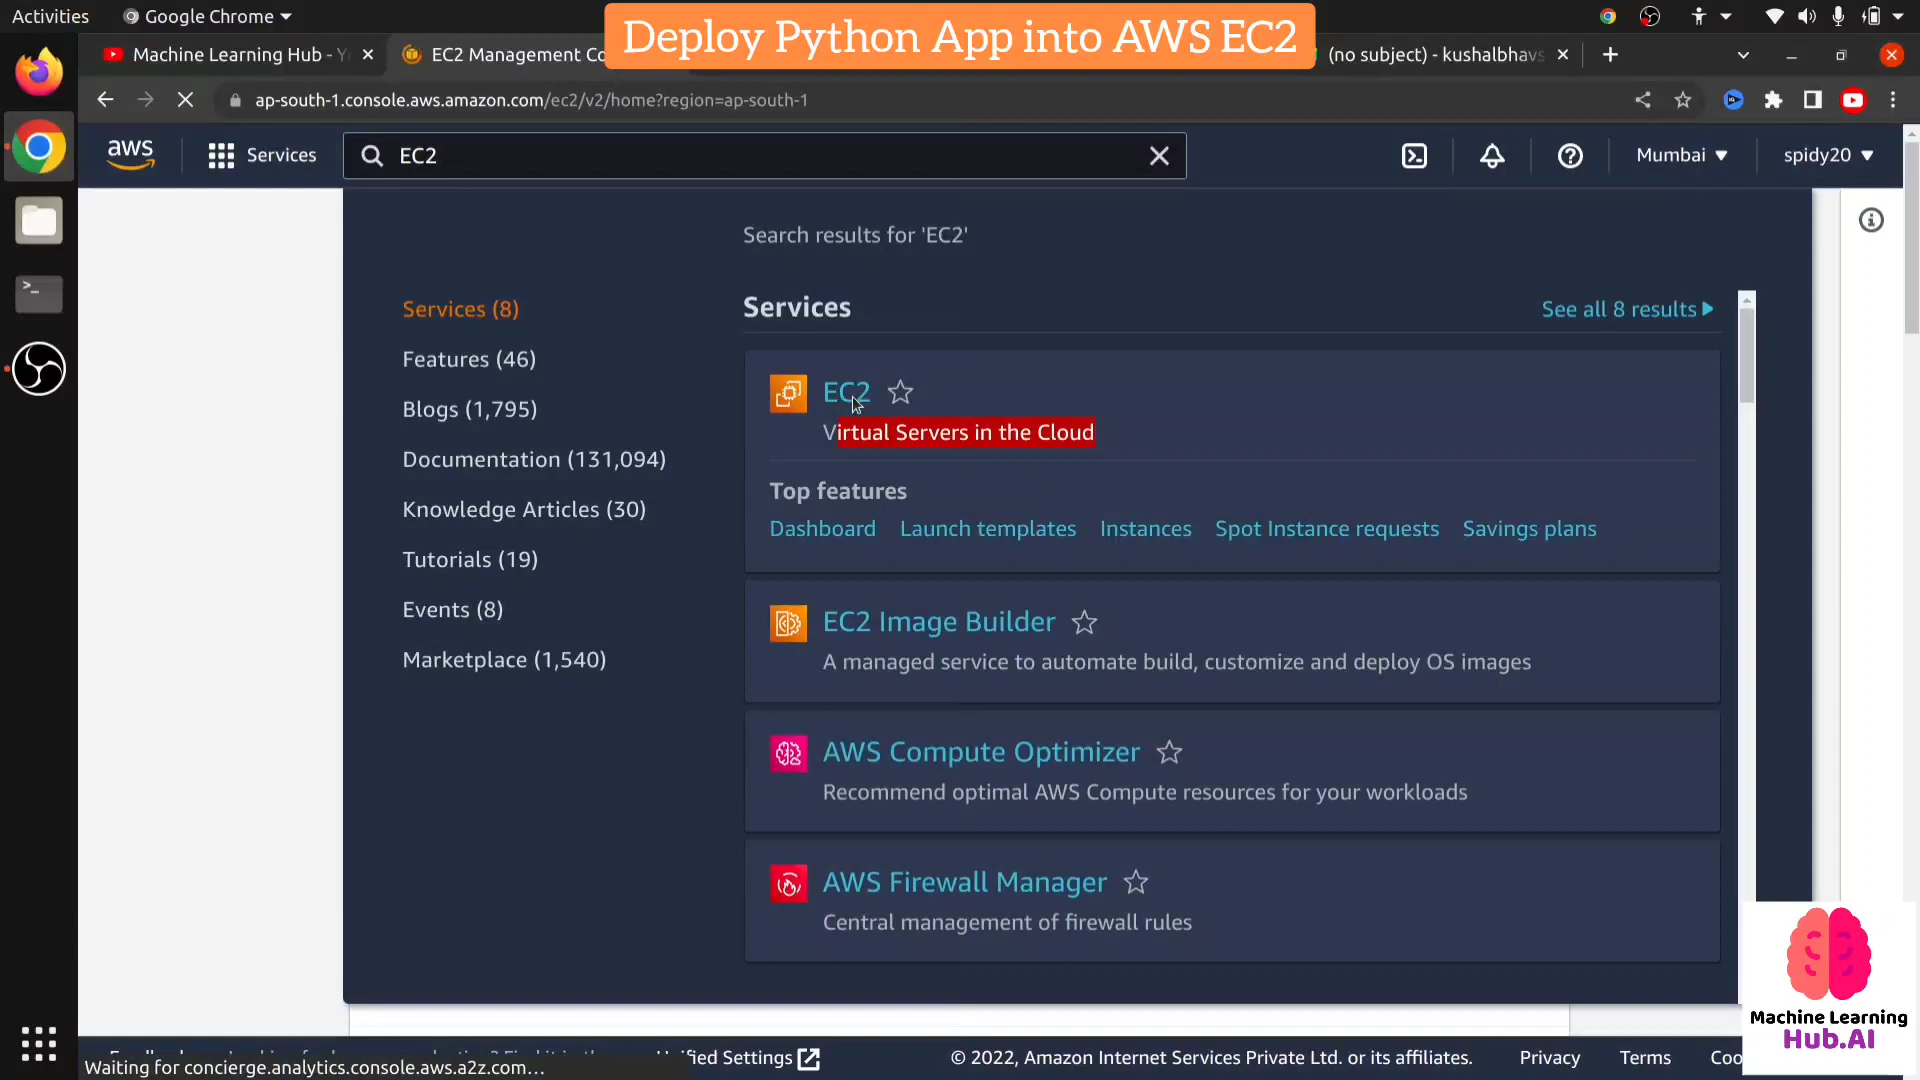 Activities
Google Chrome
Deploy Python App into AWS EC2
Machine Learning Hub - Y
EC2 Management Co
(no subject) - kushalbhavs
ap-south-1.console.aws.amazon.com/ec2/v2/home?region=ap-south-1
aws
Services
EC2
Mumbai
spidy20
Search results for 'EC2'
Services (8)
Features (46)
Blogs (1,795)
Documentation (131,094)
Knowledge Articles (30)
Tutorials (19)
Events (8)
Marketplace (1,540)
Services
See all 8 results
EC2
Virtual Servers in the Cloud
Top features
Dashboard Launch templates Instances Spot Instance requests Savings plans
EC2 Image Builder
A managed service to automate build, customize and deploy OS images
AWS Compute Optimizer
Recommend optimal AWS Compute resources for your workloads
AWS Firewall Manager
Central management of firewall rules
Machine Learning
Hub.AI
fied Settings
© 2022, Amazon Internet Services Private Ltd. or its affiliates.
Privacy
Terms
Coo
Waiting for concierge.analytics.console.aws.a2z.com...